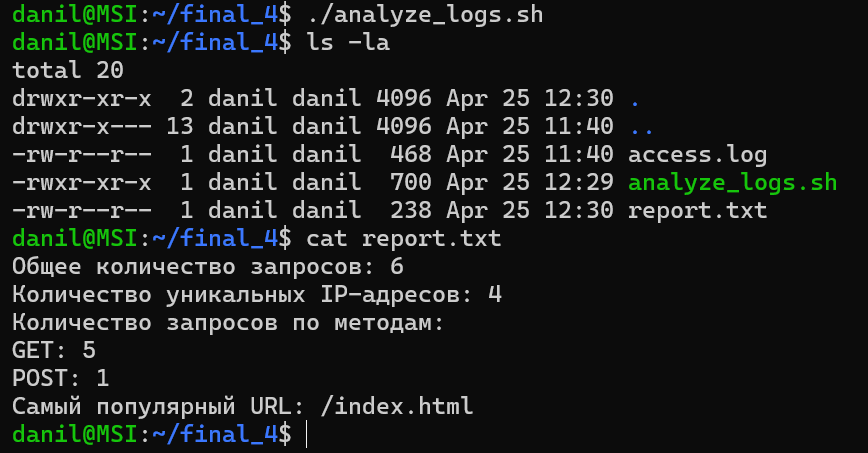 danil@MSI:~/final_4$ ./analyze_logs.sh
danil@MSI:~/final_4$ ls -la
total 20
drwxr-xr-x  2 danil danil 4096 Apr 25 12:30 .
drwxr-x--- 13 danil danil 4096 Apr 25 11:40 ..
-rw-r--r--  1 danil danil  468 Apr 25 11:40 access.log
-rwxr-xr-x  1 danil danil  700 Apr 25 12:29 analyze_logs.sh
-rw-r--r--  1 danil danil  238 Apr 25 12:30 report.txt
danil@MSI:~/final_4$ cat report.txt
Общее количество запросов: 6
Количество уникальных IP-адресов: 4
Количество запросов по методам:
GET: 5
POST: 1
Самый популярный URL: /index.html
danil@MSI:~/final_4$